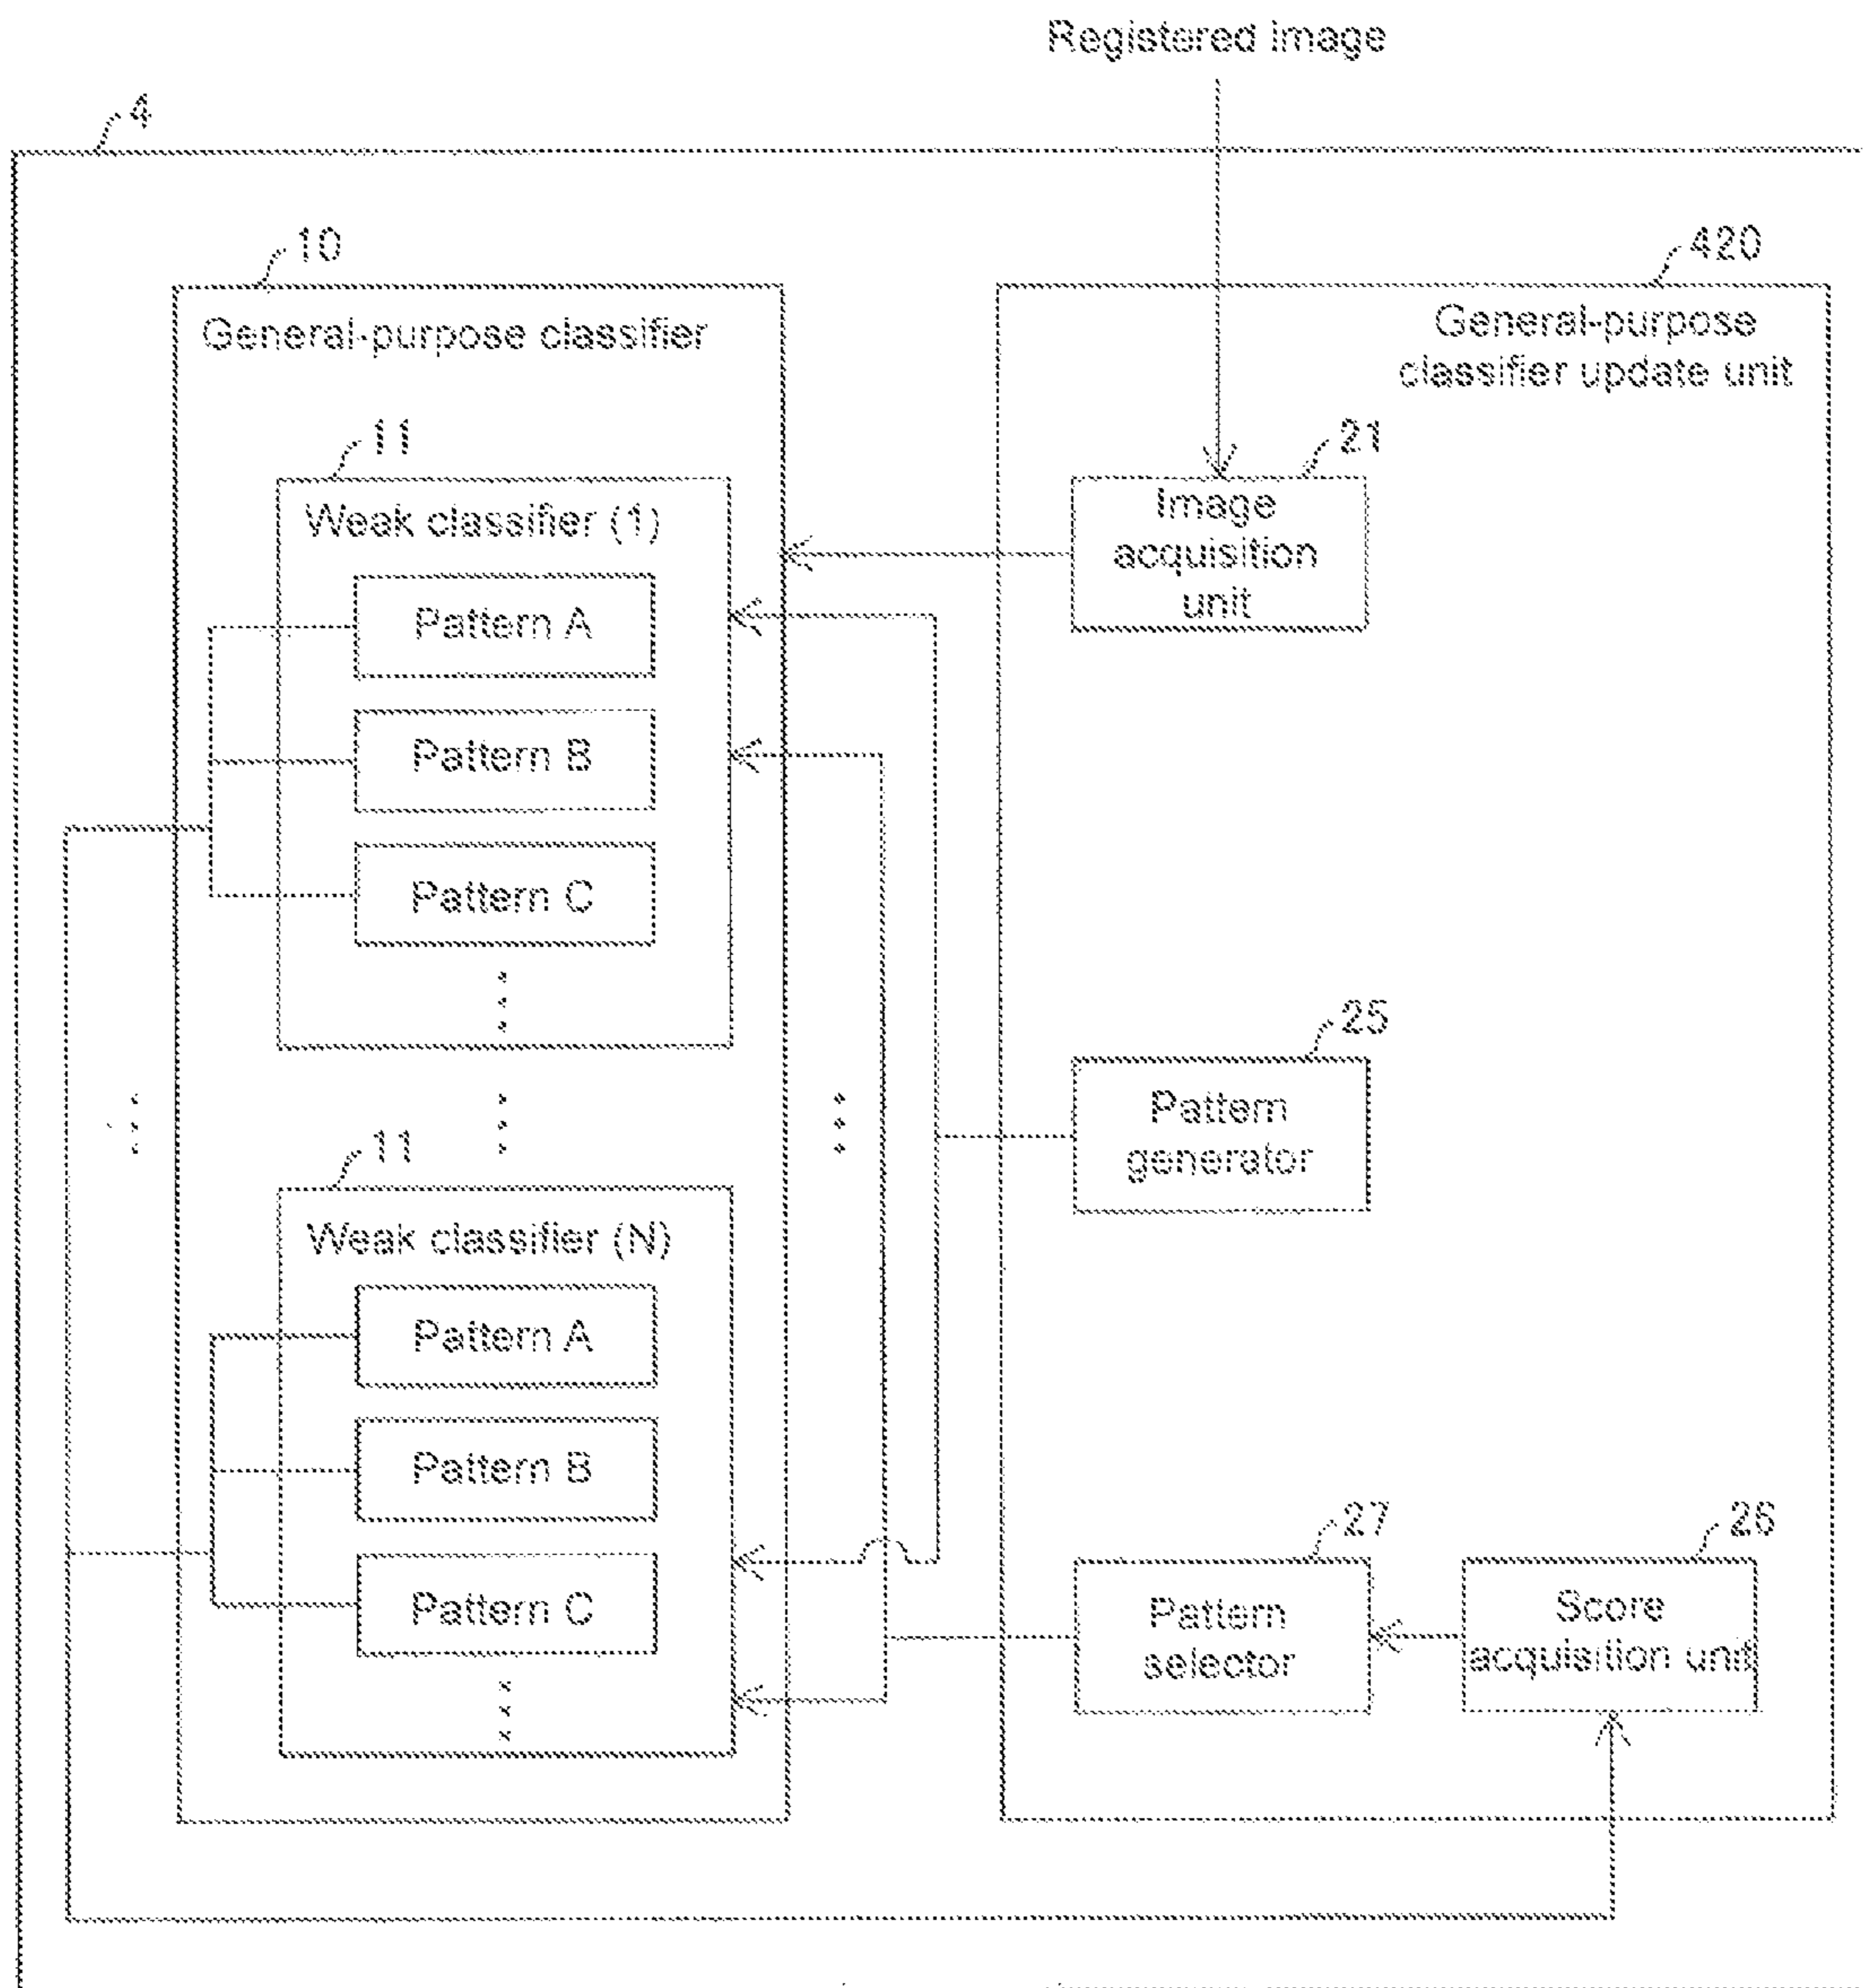 Registered image
4
10
420
General-purpose classifier
General-purpose
classifier update unit
11
21
Weak classifier (1)
Image
acquisition
unit
Pattern A
Pattern B
Pattern C
25
Pattern
generator
11
Weak classifier (N)
Pattern A
Pattern B
Pattern C
27
26
Pattern
selector
Score
acquisition unit